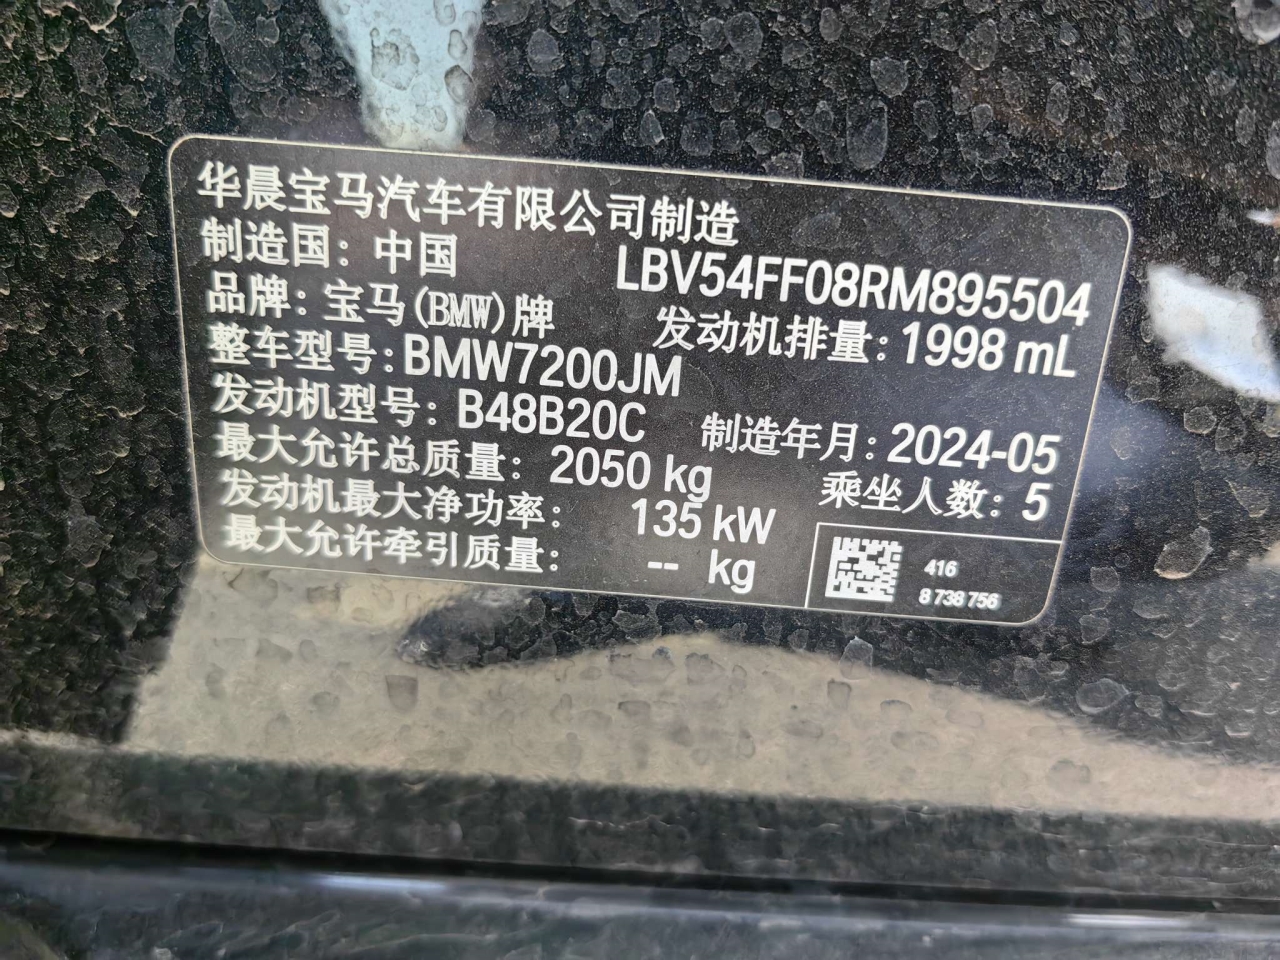 华晨宝马汽车有限公司制造
制造国：中国
LBV54FF08RM895504
品牌：宝马(BMW)牌
发动机排量：1998 mL
整车型号：BMW7200JM
发动机型号：B48B20C
制造年月：2024-05
最大允许总质量：2050 kg
乘坐人数：5
发动机最大净功率：135 kW
最大允许牵引质量：-- kg
416
8 738 756